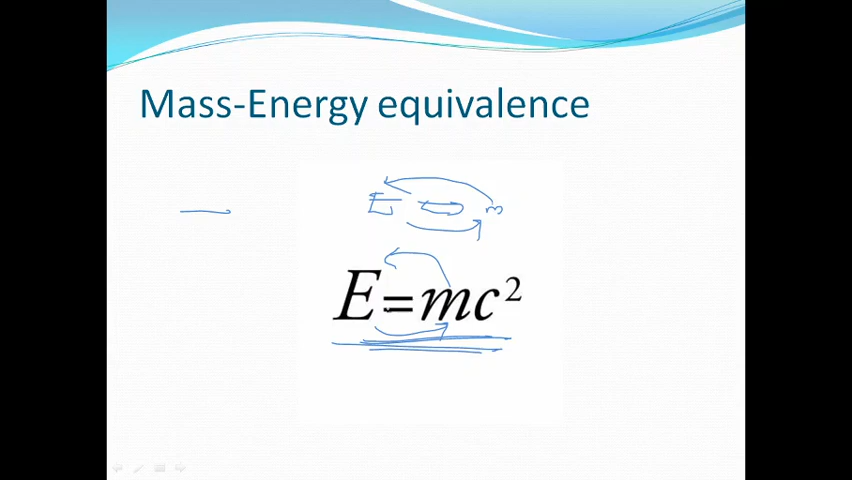 Mass-Energy equivalence
E = m
E=mc²